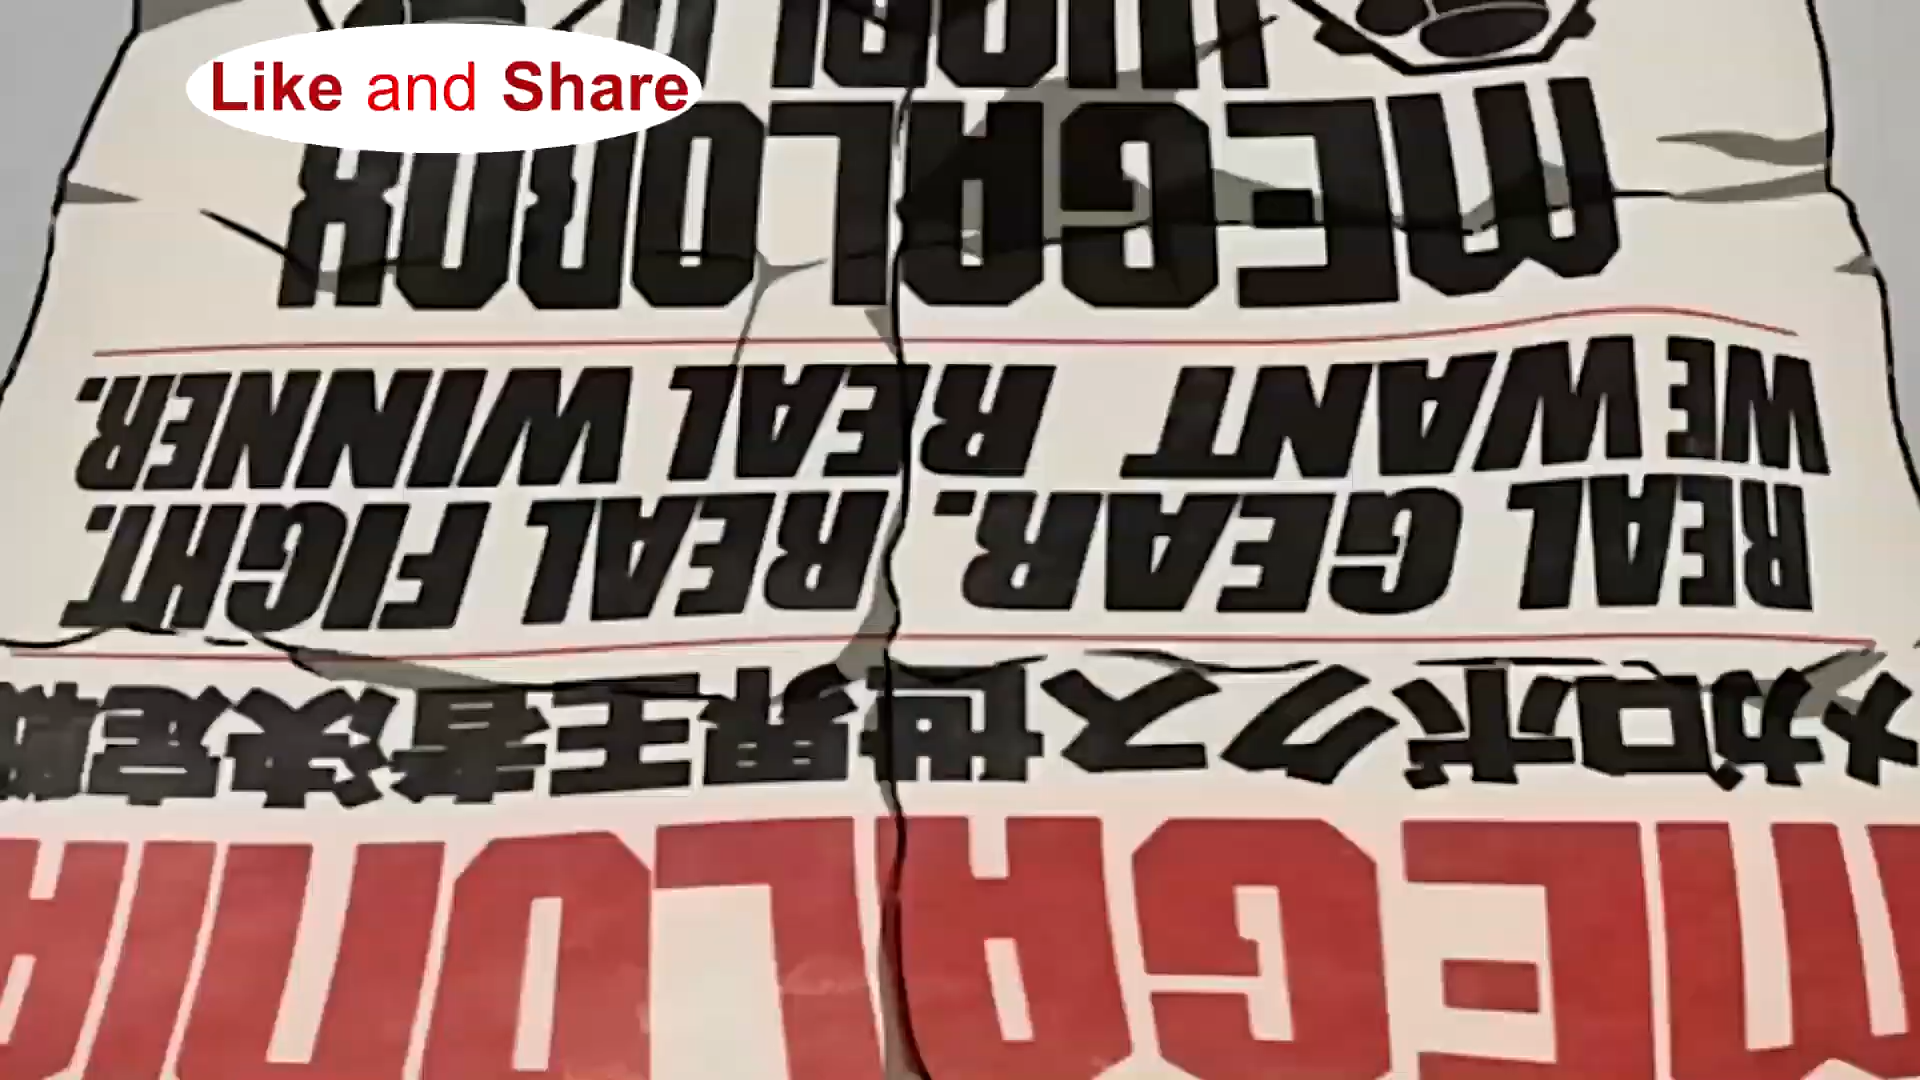 Like and Share
MEGALONIA
メガロボクス世界王者決定戦
REAL GEAR. REAL FIGHT.
WE WANT REAL WINNER.
MEGALOBOX